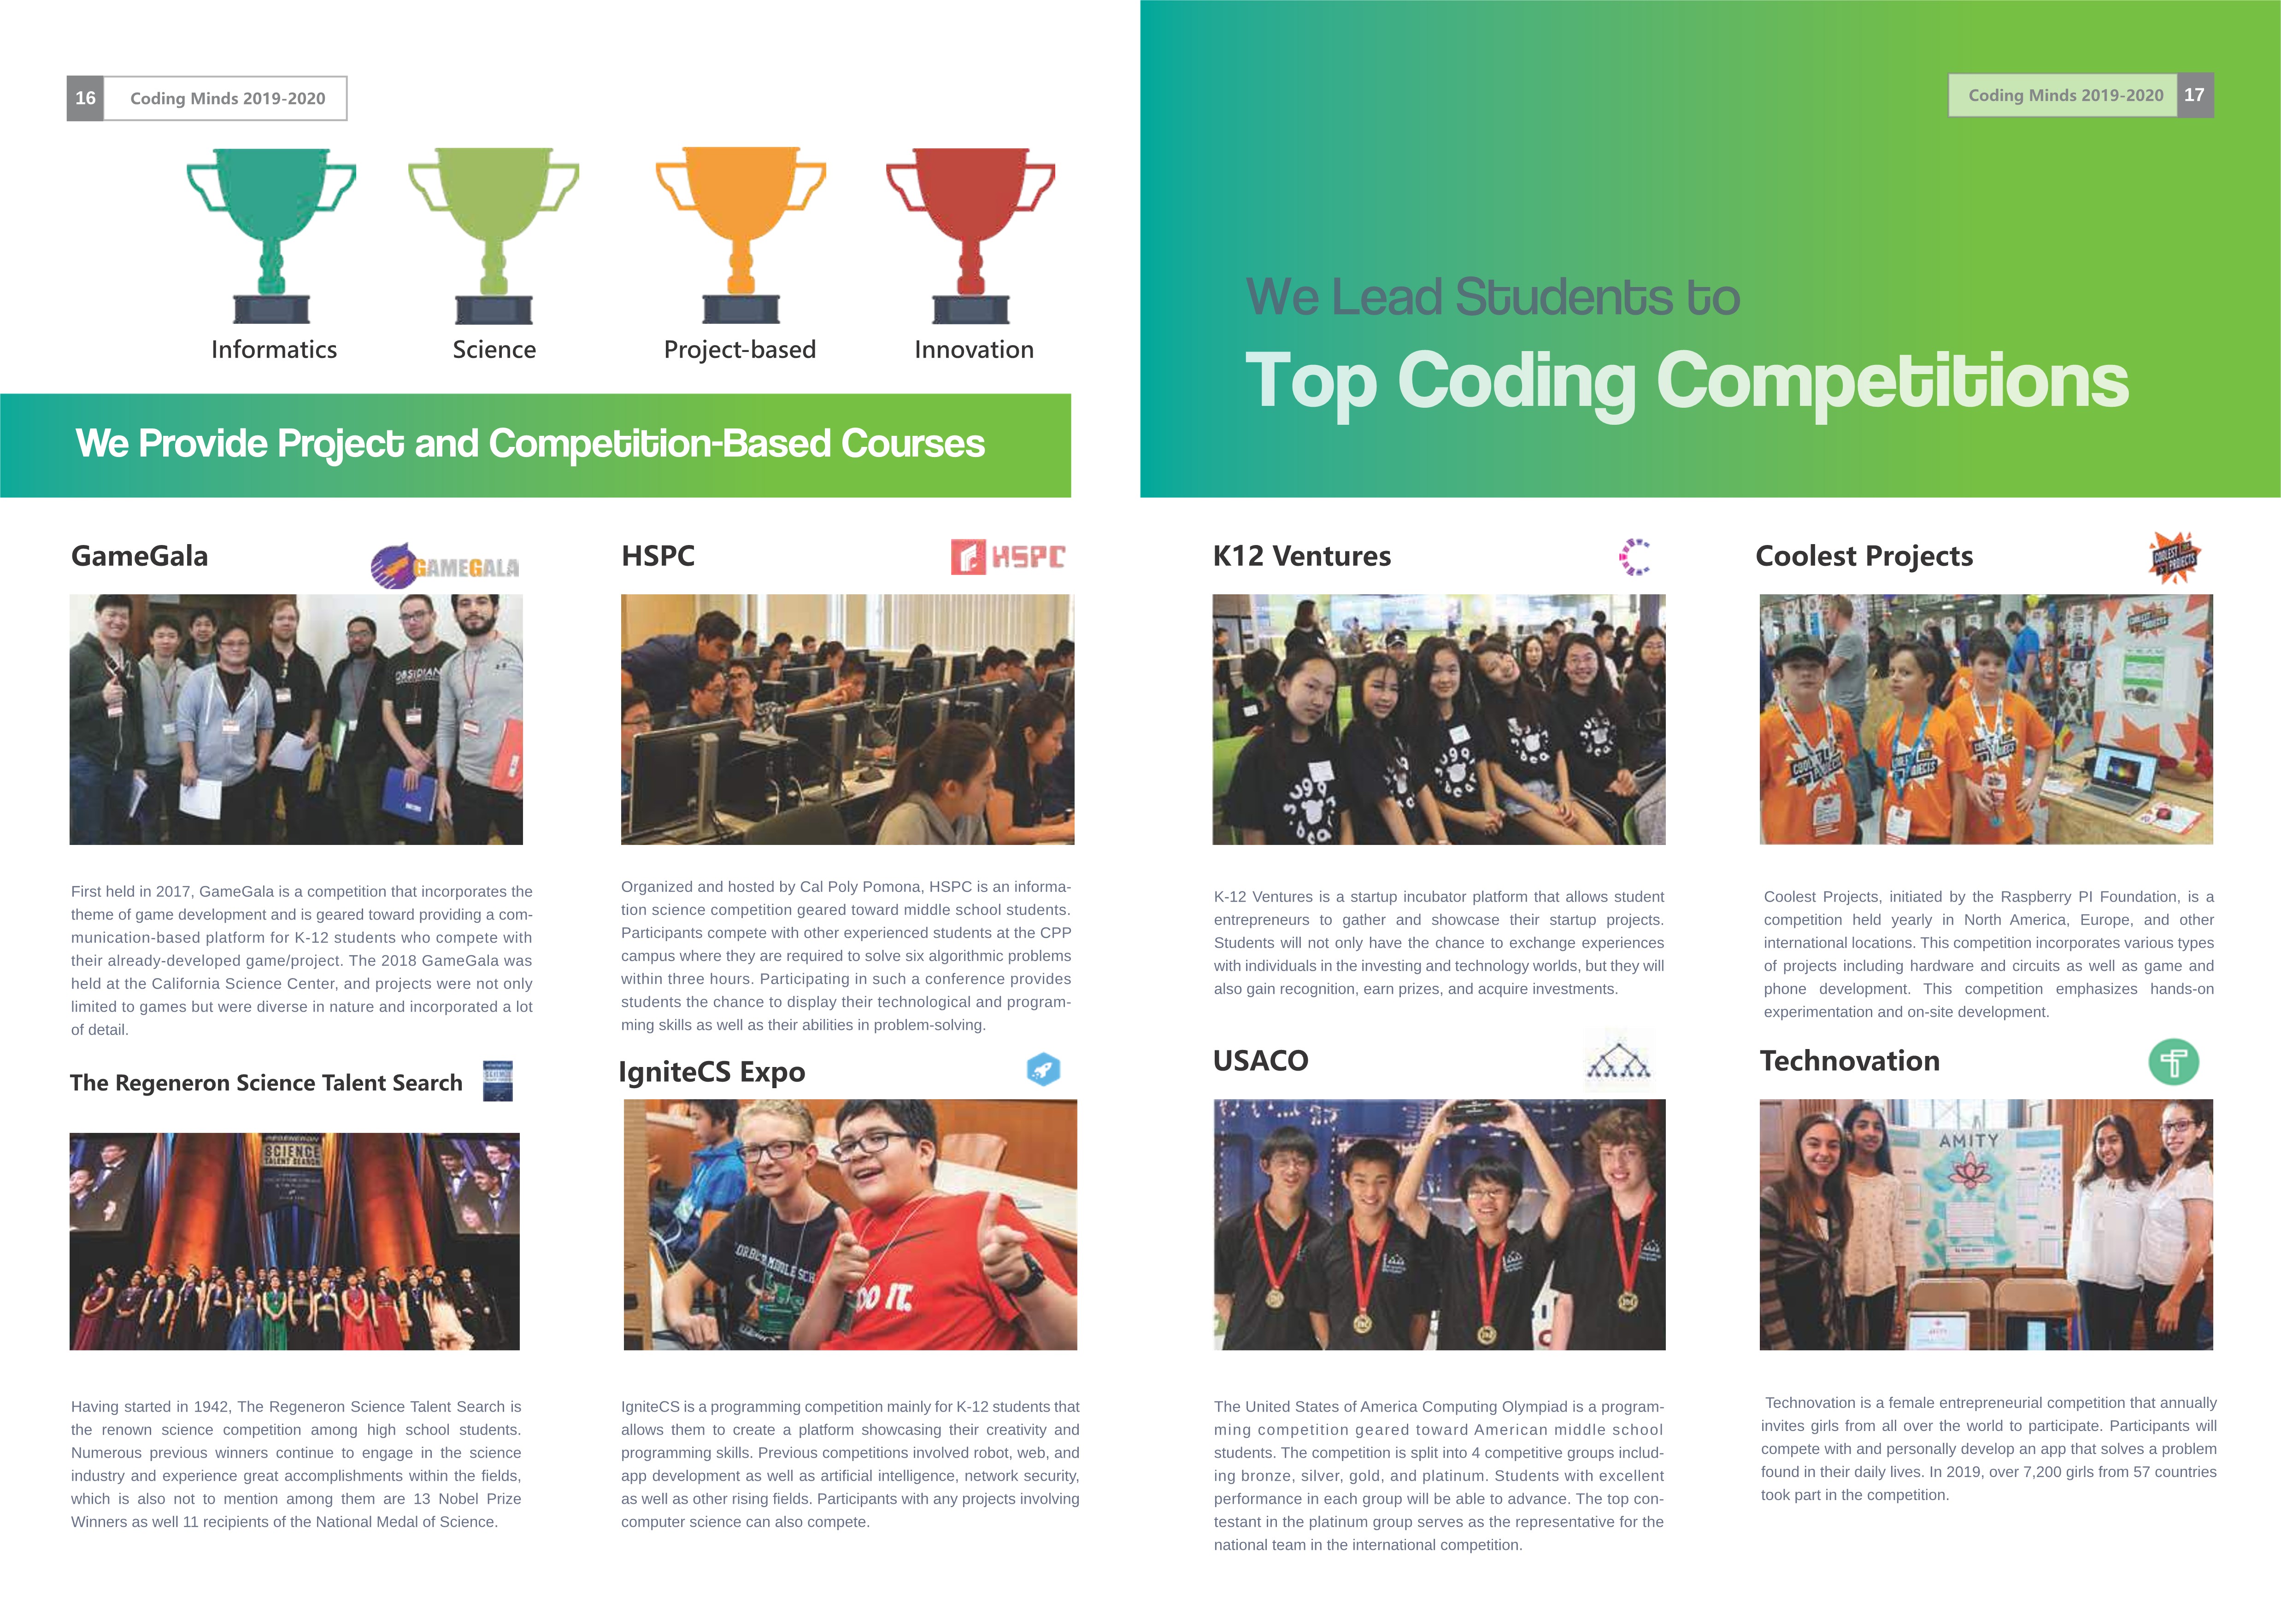 16 Coding Minds 2019-2020
Informatics
Science
Project-based
Innovation
We Provide Project and Competition-Based Courses
GameGala
GAMEGALA
First held in 2017, GameGala is a competition that incorporates the
theme of game development and is geared toward providing a com-
munication-based platform for K-12 students who compete with
their already-developed game/project. The 2018 GameGala was
held at the California Science Center, and projects were not only
limited to games but were diverse in nature and incorporated a lot
of detail.
HSPC
HSPC
Organized and hosted by Cal Poly Pomona, HSPC is an informa-
tion science competition geared toward middle school students.
Participants compete with other experienced students at the CPP
campus where they are required to solve six algorithmic problems
within three hours. Participating in such a conference provides
students the chance to display their technological and program-
ming skills as well as their abilities in problem-solving.
The Regeneron Science Talent Search
REGENERON
SCIENCE
TALENT SEARCH
Having started in 1942, The Regeneron Science Talent Search is
the renown science competition among high school students.
Numerous previous winners continue to engage in the science
industry and experience great accomplishments within the fields,
which is also not to mention among them are 13 Nobel Prize
Winners as well 11 recipients of the National Medal of Science.
IgniteCS Expo
MIDDLE SCH
DO IT.
IgniteCS is a programming competition mainly for K-12 students that
allows them to create a platform showcasing their creativity and
programming skills. Previous competitions involved robot, web, and
app development as well as artificial intelligence, network security,
as well as other rising fields. Participants with any projects involving
computer science can also compete.
Coding Minds 2019-2020 17
We Lead Students to
Top Coding Competitions
K12 Ventures
K-12 Ventures is a startup incubator platform that allows student
entrepreneurs to gather and showcase their startup projects.
Students will not only have the chance to exchange experiences
with individuals in the investing and technology worlds, but they will
also gain recognition, earn prizes, and acquire investments.
Coolest Projects
COOLEST
PROJECTS
Coolest Projects, initiated by the Raspberry PI Foundation, is a
competition held yearly in North America, Europe, and other
international locations. This competition incorporates various types
of projects including hardware and circuits as well as game and
phone development. This competition emphasizes hands-on
experimentation and on-site development.
USACO
The United States of America Computing Olympiad is a program-
ming competition geared toward American middle school
students. The competition is split into 4 competitive groups includ-
ing bronze, silver, gold, and platinum. Students with excellent
performance in each group will be able to advance. The top con-
testant in the platinum group serves as the representative for the
national team in the international competition.
Technovation
AMITY
Technovation is a female entrepreneurial competition that annually
invites girls from all over the world to participate. Participants will
compete with and personally develop an app that solves a problem
found in their daily lives. In 2019, over 7,200 girls from 57 countries
took part in the competition.